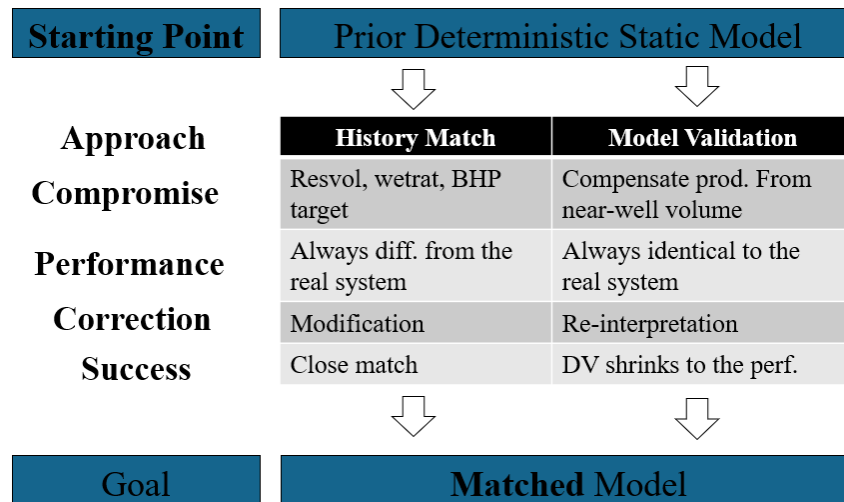 Starting Point
Prior Deterministic Static Model
Approach
History Match
Model Validation
Compromise
Resvol, wetrat, BHP
target
Compensate prod. From
near-well volume
Performance
Always diff. from the
real system
Always identical to the
real system
Correction
Modification
Re-interpretation
Success
Close match
DV shrinks to the perf.
Goal
Matched Model